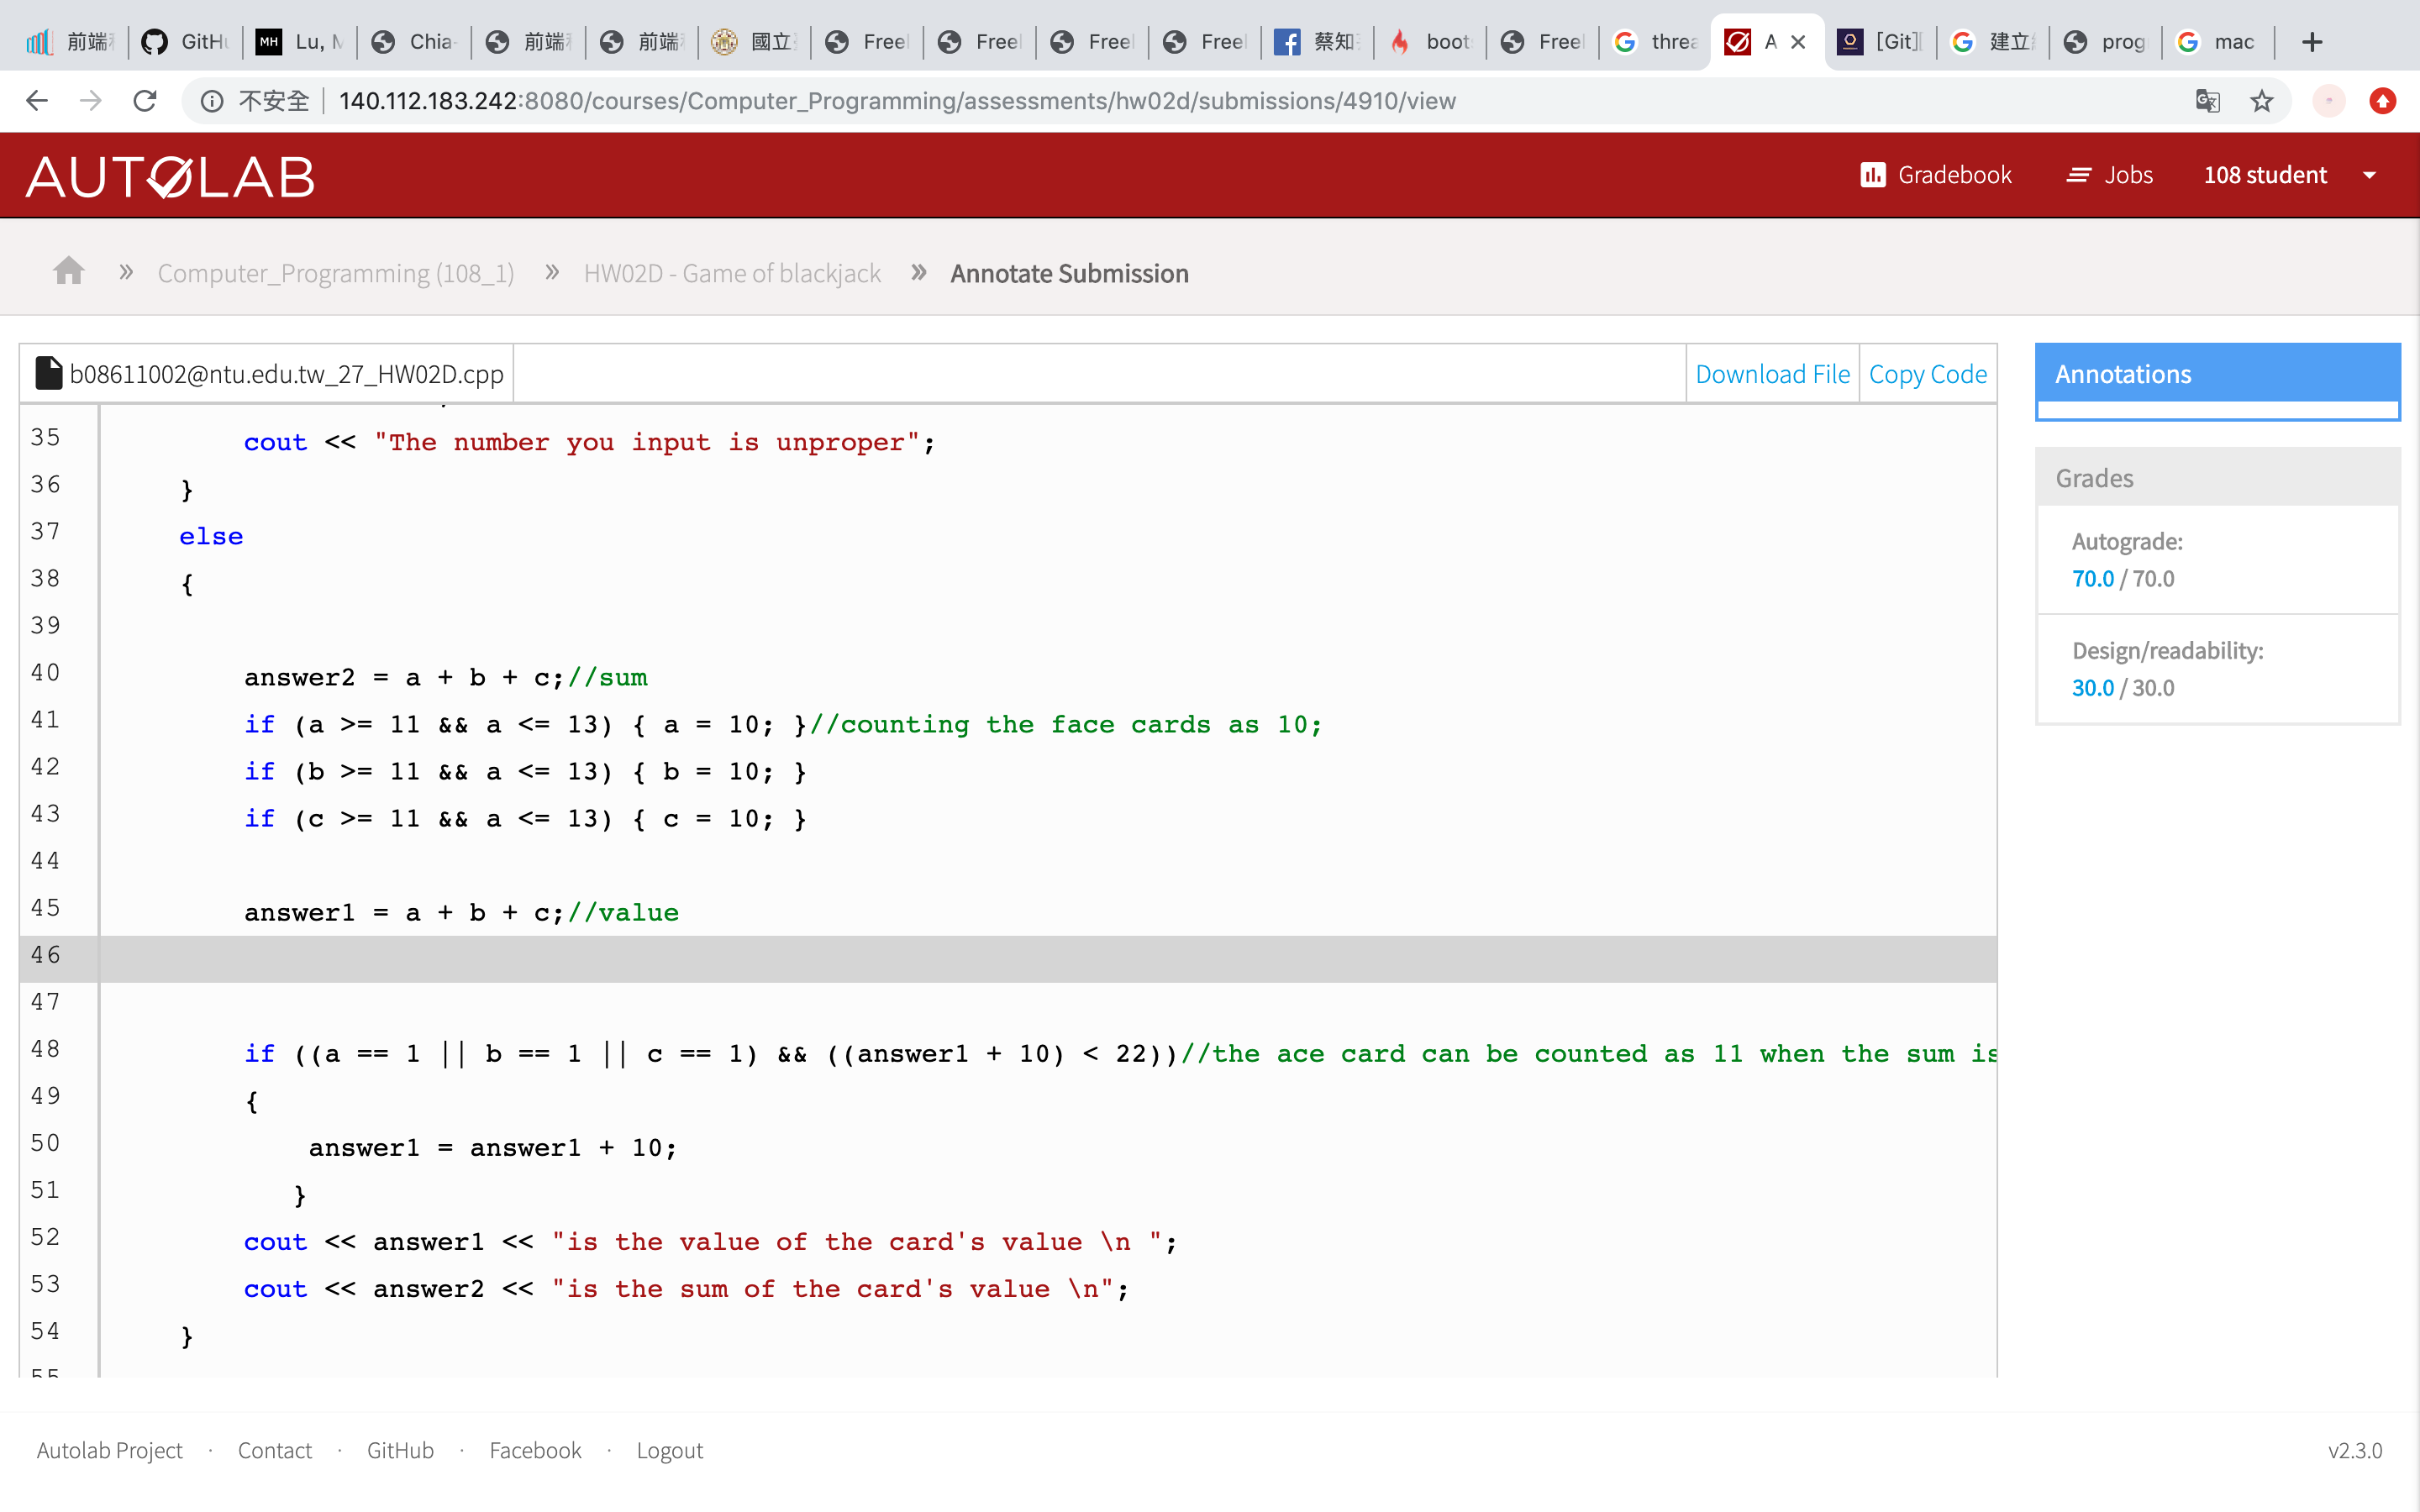 前端 GitH MH Lu, M Chia- 前端 前端 國立 Free Free Free Free 蔡知 boot Free threa A [Git] 建立 prog mac
不安全 140.112.183.242:8080/courses/Computer_Programming/assessments/hw02d/submissions/4910/view
AUTOLAB Gradebook Jobs 108 student
» Computer_Programming (108_1) » HW02D - Game of blackjack » Annotate Submission
b08611002@ntu.edu.tw_27_HW02D.cpp Download File Copy Code
35 cout << "The number you input is unproper";
36 }
37 else
38 {
39
40 answer2 = a + b + c;//sum
41 if (a >= 11 && a <= 13) { a = 10; }//counting the face cards as 10;
42 if (b >= 11 && a <= 13) { b = 10; }
43 if (c >= 11 && a <= 13) { c = 10; }
44
45 answer1 = a + b + c;//value
46
47
48 if ((a == 1 || b == 1 || c == 1) && ((answer1 + 10) < 22))//the ace card can be counted as 11 when the sum is
49 {
50 answer1 = answer1 + 10;
51 }
52 cout << answer1 << "is the value of the card's value \n ";
53 cout << answer2 << "is the sum of the card's value \n";
54 }
55
Annotations
Grades
Autograde:
70.0 / 70.0
Design/readability:
30.0 / 30.0
Autolab Project · Contact · GitHub · Facebook · Logout v2.3.0